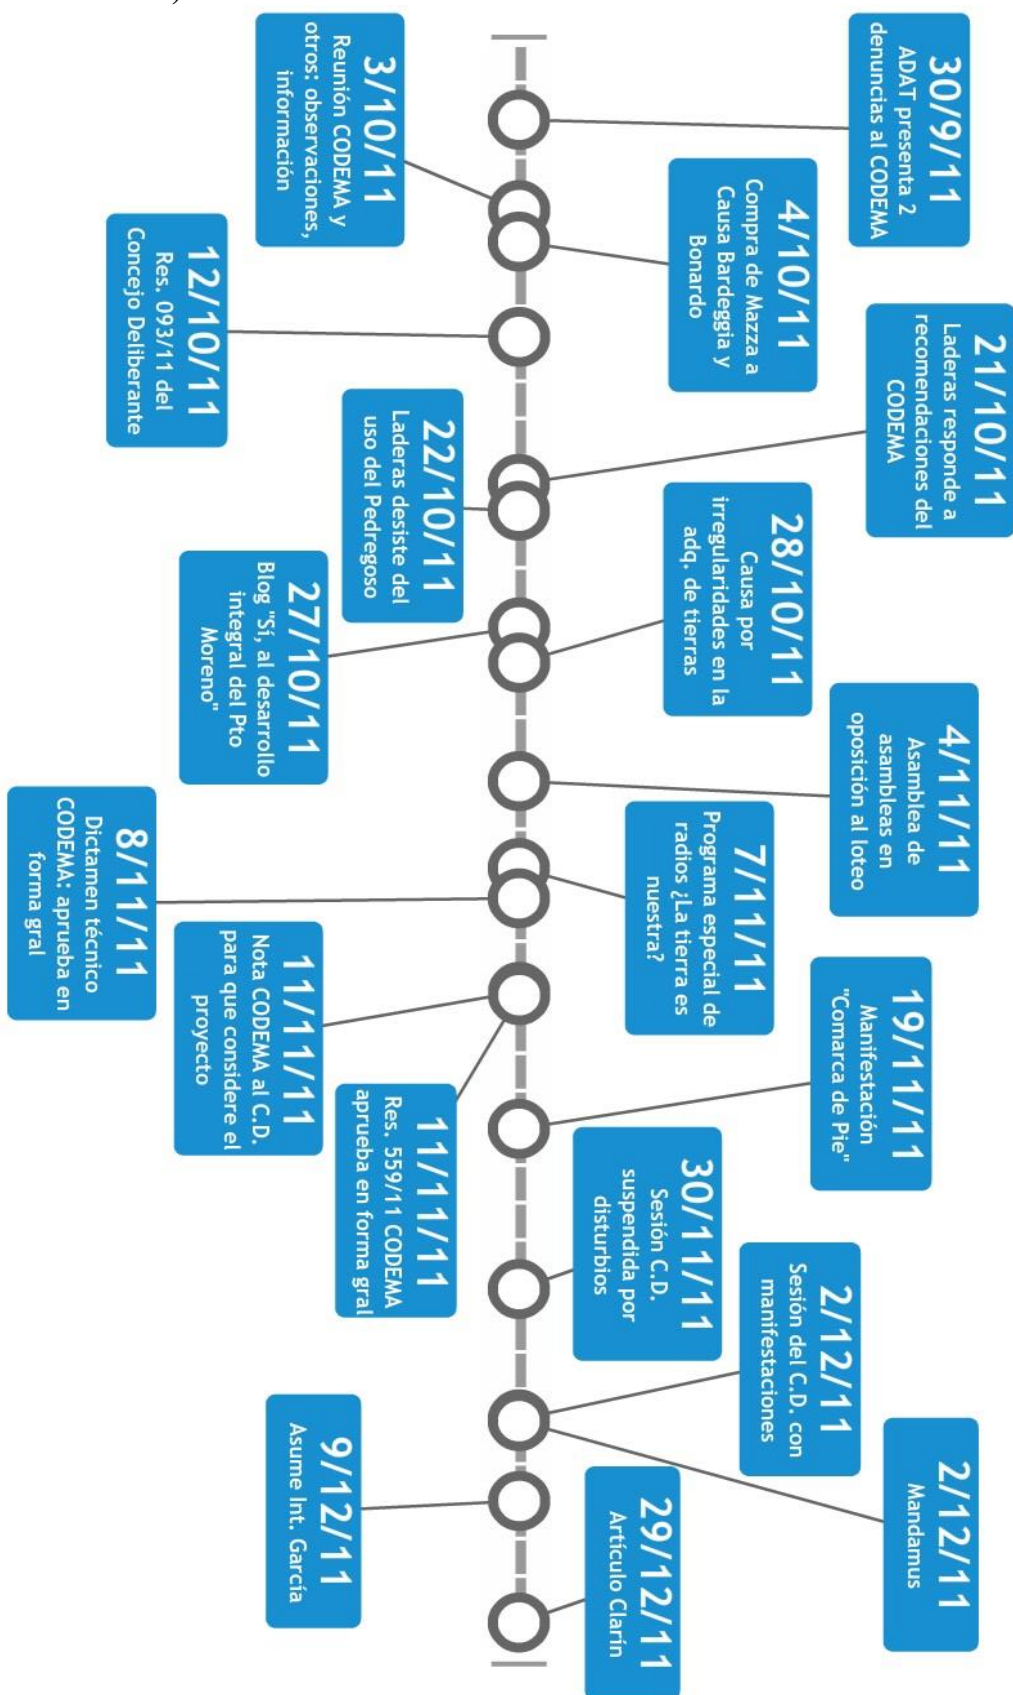 30/9/11
ADAT presenta 2
denuncias al CODEMA
3/10/11
Reunión CODEMA y
otros: observaciones,
información
4/10/11
Compra de Mazza a
Causa Bardeggia y
Bonardo
12/10/11
Res. 093/11 del
Concejo Deliberante
21/10/11
Laderas responde a
recomendaciones del
CODEMA
22/10/11
Laderas desiste del
uso del Pedregoso
27/10/11
Blog "Sí, al desarrollo
integral del Pto
Moreno"
28/10/11
Causa por
irregularidades en la
adq. de tierras
4/11/11
Asamblea de
asambleas en
oposición al loteo
7/11/11
Programa especial de
radios ¿La tierra es
nuestra?
8/11/11
Dictamen técnico
CODEMA: aprueba en
forma gral
11/11/11
Nota CODEMA al C.D.
para que considere el
proyecto
11/11/11
Res. 559/11 CODEMA
aprueba en forma gral
19/11/11
Manifestación
"Comarca de Pie"
30/11/11
Sesión C.D.
suspendida por
disturbios
2/12/11
Sesión del C.D. con
manifestaciones
2/12/11
Mandamus
9/12/11
Asume Int. García
29/12/11
Artículo Clarín